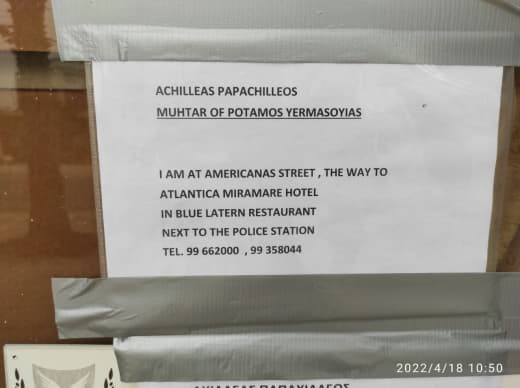 ACHILLEAS PAPACHILLEOS
MUHTAR OF POTAMOS YERMASOYIAS
I AM AT AMERICANAS STREET , THE WAY TO
ATLANTICA MIRAMARE HOTEL
IN BLUE LATERN RESTAURANT
NEXT TO THE POLICE STATION
TEL. 99 662000 , 99 358044
2022/4/18 10:50